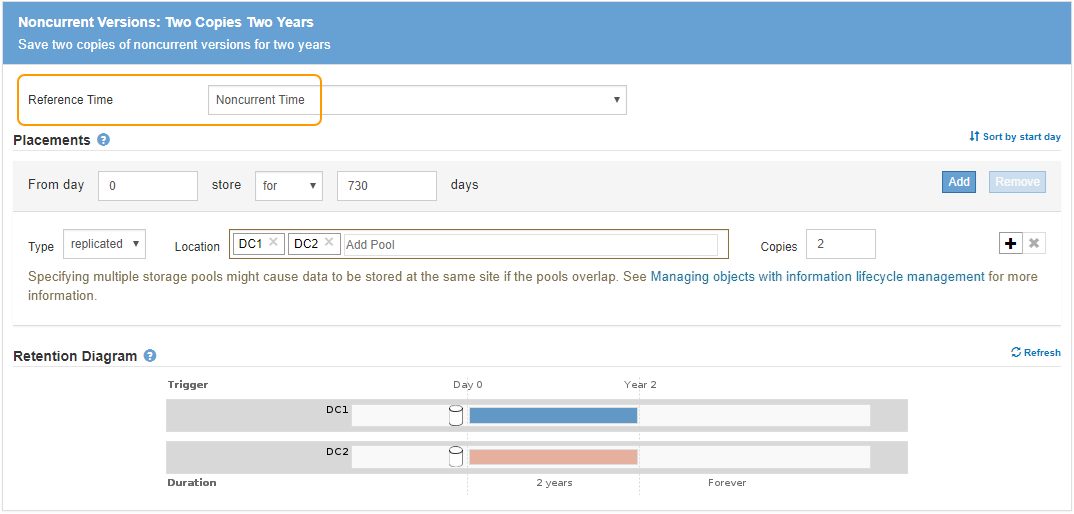 Noncurrent Versions: Two Copies Two Years
Save two copies of noncurrent versions for two years
Reference Time Noncurrent Time
Placements ?
Sort by start day
From day 0 store for 730 days Add Remove
Type replicated Location DC1 × DC2 × Add Pool Copies 2
Specifying multiple storage pools might cause data to be stored at the same site if the pools overlap. See Managing objects with information lifecycle management for more
information.
Retention Diagram ?
Refresh
Trigger Day 0 Year 2
DC1
DC2
Duration 2 years Forever